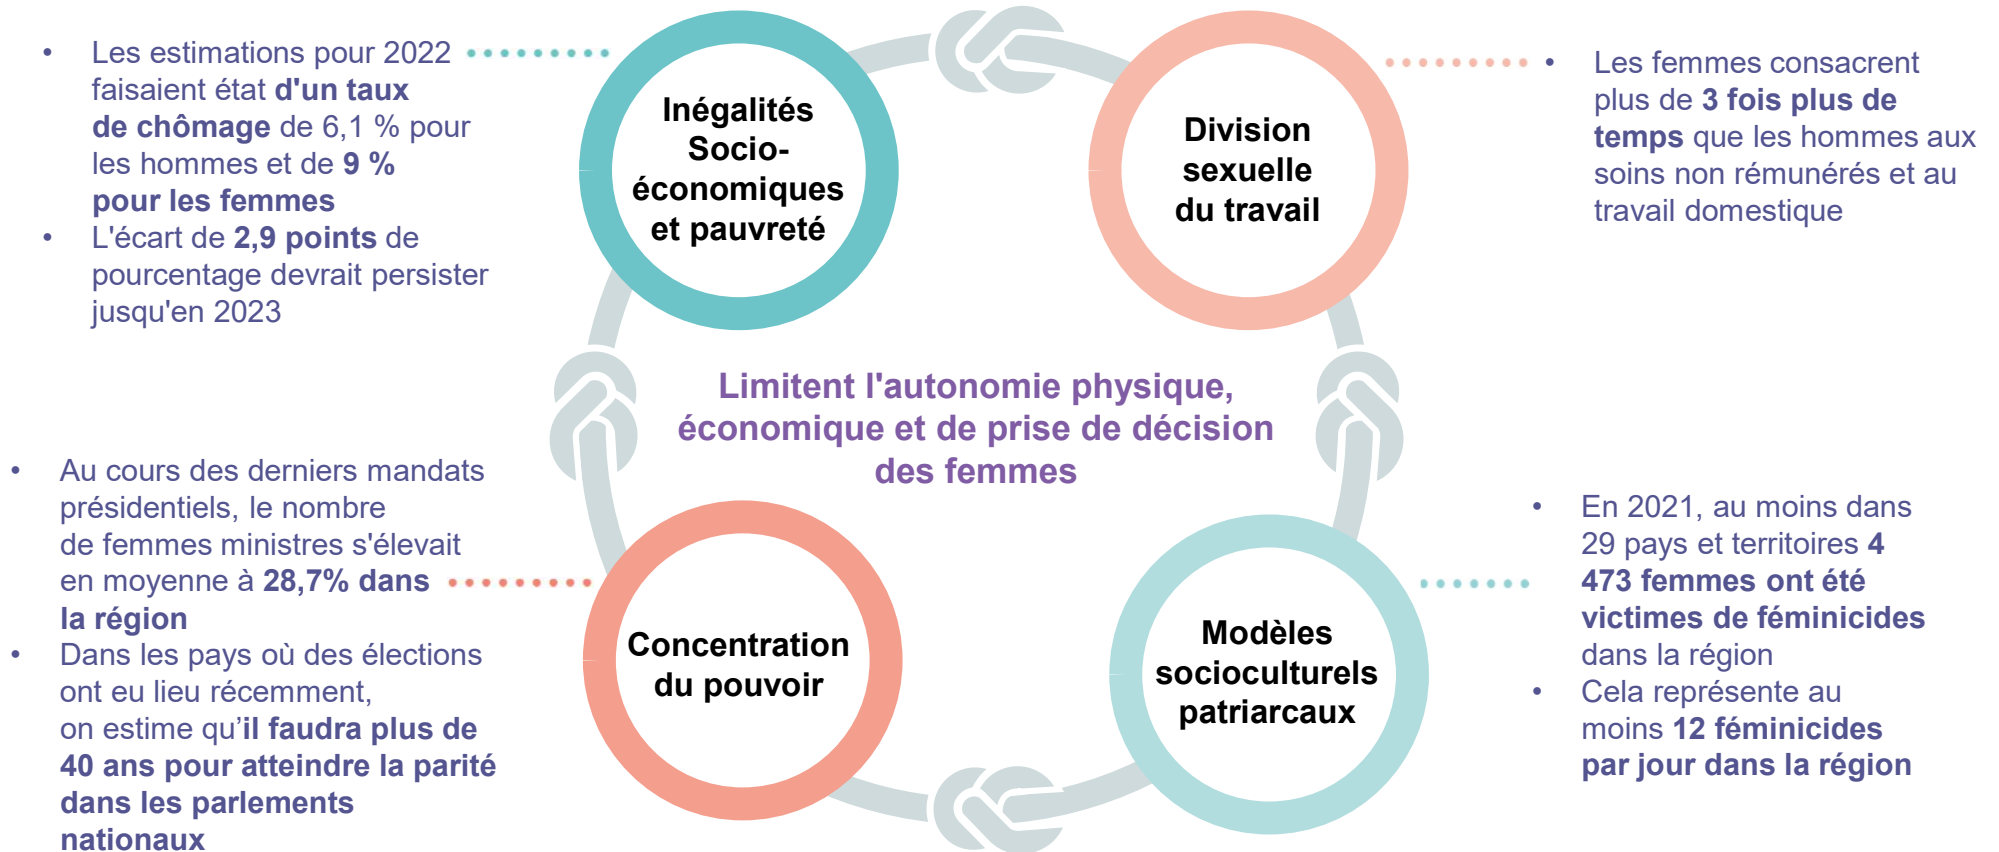 • Les estimations pour 2022
faisaient état d'un taux
de chômage de 6,1 % pour
les hommes et de 9 %
pour les femmes
• L'écart de 2,9 points de
pourcentage devrait persister
jusqu'en 2023
Inégalités
Socio-
économiques
et pauvreté
Division
sexuelle
du travail
• Les femmes consacrent
plus de 3 fois plus de
temps que les hommes aux
soins non rémunérés et au
travail domestique
Limitent l'autonomie physique,
économique et de prise de décision
des femmes
• Au cours des derniers mandats
présidentiels, le nombre
de femmes ministres s'élevait
en moyenne à 28,7% dans
la région
• Dans les pays où des élections
ont eu lieu récemment,
on estime qu’il faudra plus de
40 ans pour atteindre la parité
dans les parlements
nationaux
Concentration
du pouvoir
Modèles
socioculturels
patriarcaux
• En 2021, au moins dans
29 pays et territoires 4
473 femmes ont été
victimes de féminicides
dans la région
• Cela représente au
moins 12 féminicides
par jour dans la région